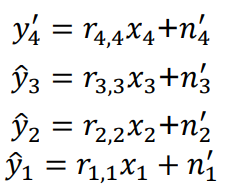 y′₄ = r₄,₄x₄+n′₄
ŷ₃ = r₃,₃x₃+n′₃
ŷ₂ = r₂,₂x₂+n′₂
ŷ₁ = r₁,₁x₁ + n′₁